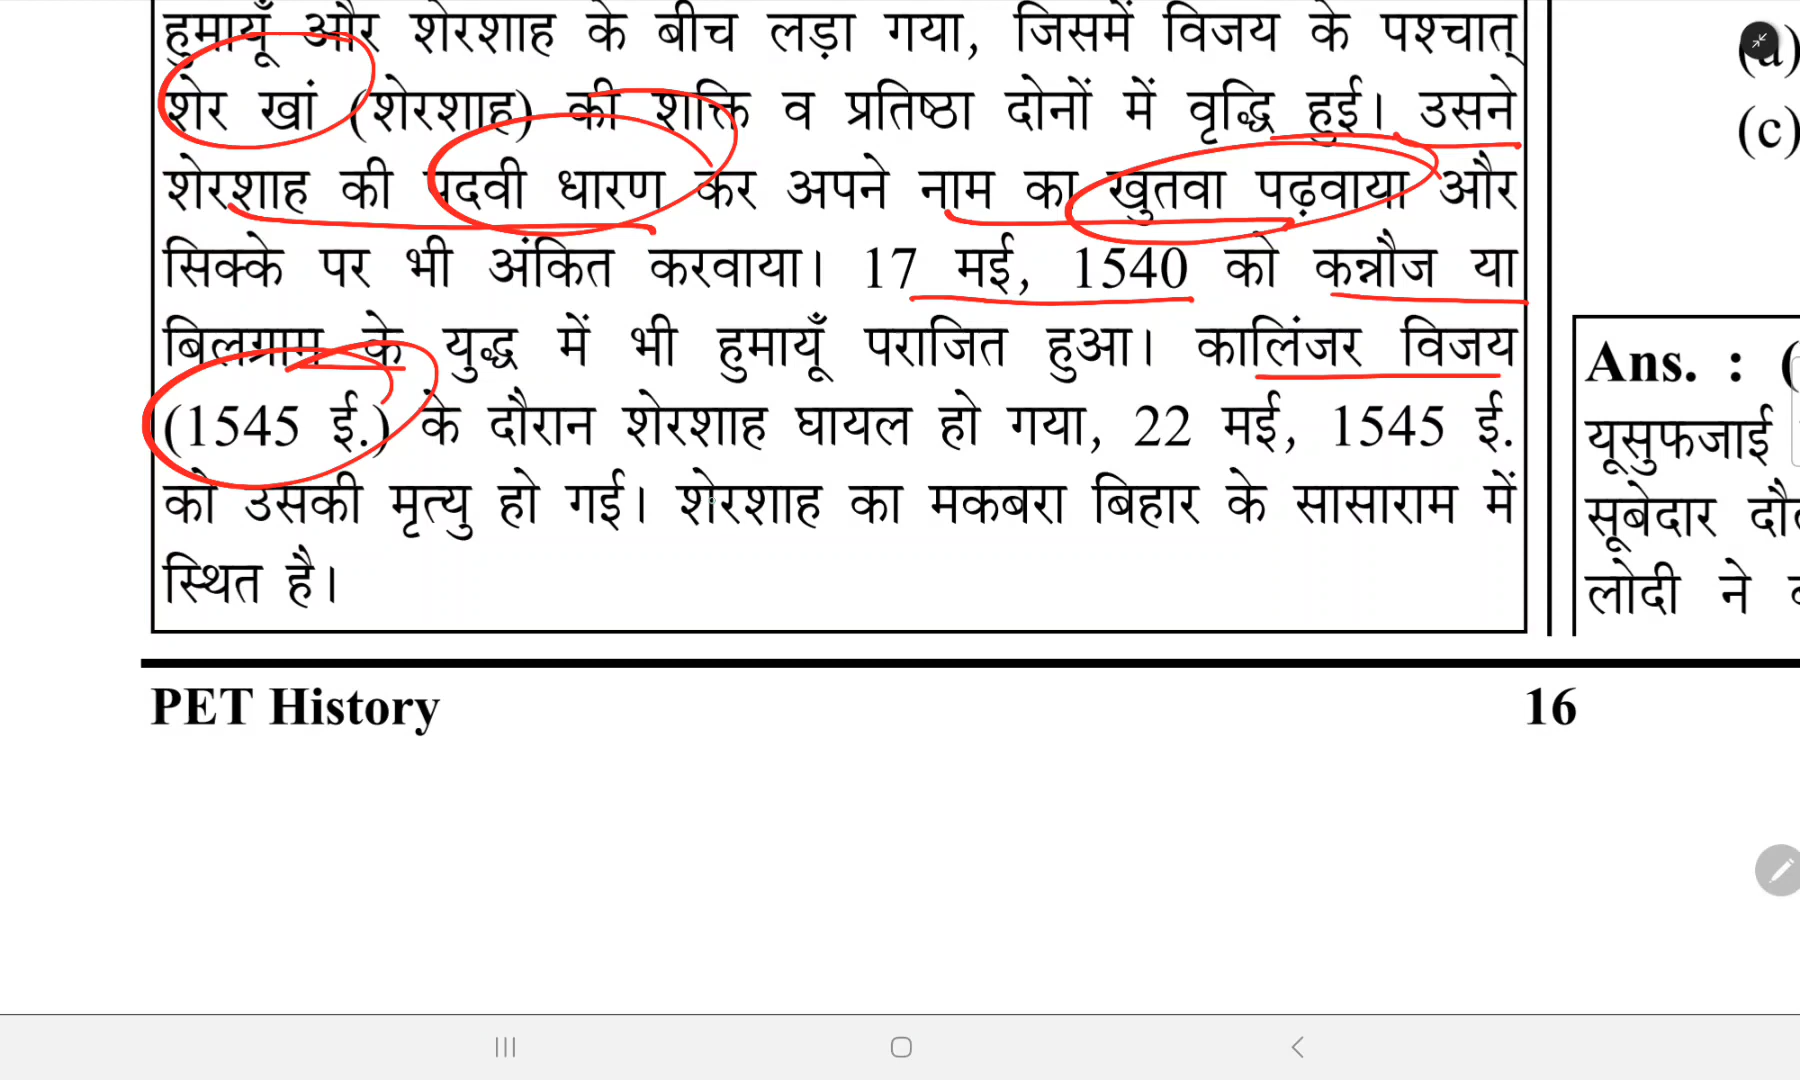 हुमायूँ और शेरशाह के बीच लड़ा गया, जिसमें विजय के पश्चात्
शेर खां (शेरशाह) की शक्ति व प्रतिष्ठा दोनों में वृद्धि हुई। उसने
शेरशाह की पदवी धारण कर अपने नाम का खुतवा पढ़वाया और
सिक्के पर भी अंकित करवाया। 17 मई, 1540 को कन्नौज या
बिलग्राम के युद्ध में भी हुमायूँ पराजित हुआ। कालिंजर विजय
(1545 ई.) के दौरान शेरशाह घायल हो गया, 22 मई, 1545 ई.
को उसकी मृत्यु हो गई। शेरशाह का मकबरा बिहार के सासाराम में
स्थित है।
PET History 16
(c)
Ans. : (
यूसुफजाई
सूबेदार
लोदी ने